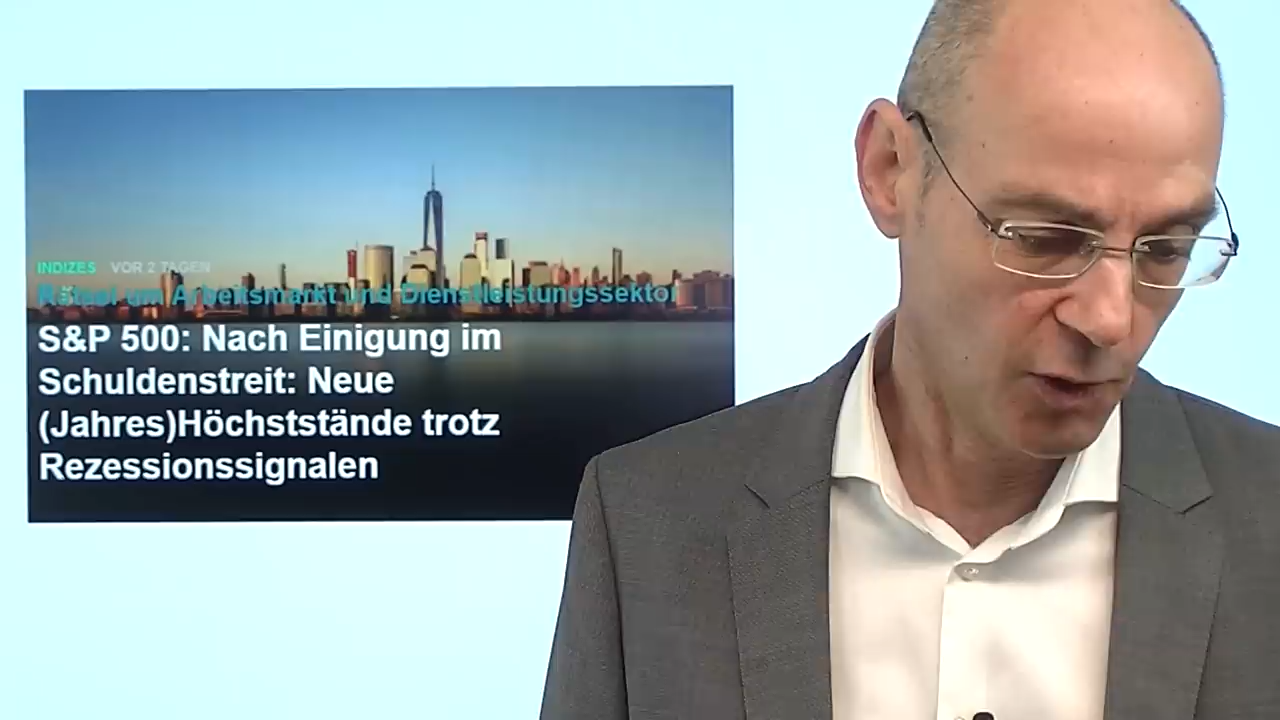 INDIZES VOR 2 TAGEN
Rätsel um Arbeitsmarkt und Dienstleistungssektor
S&P 500: Nach Einigung im
Schuldenstreit: Neue
(Jahres)Höchststände trotz
Rezessionssignalen